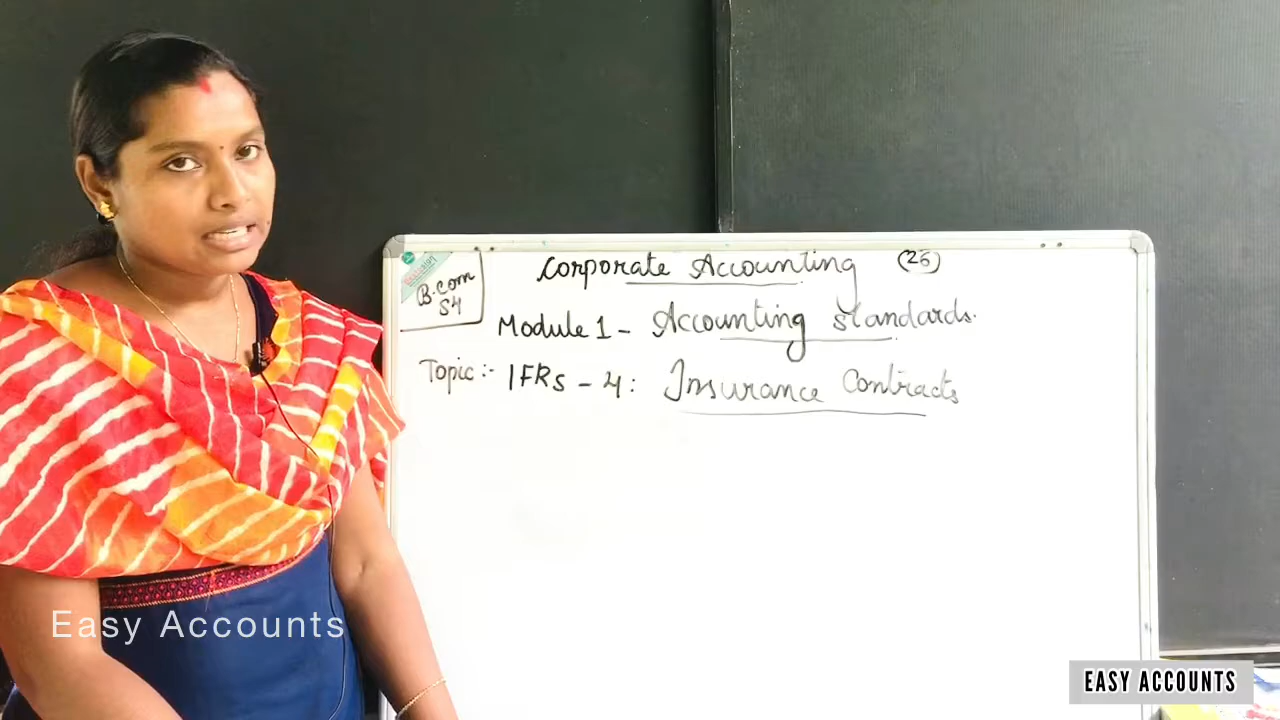 B.com
S4
Corporate Accounting (26)
Module 1 - Accounting Standards.
Topic :- IFRS - 4 : Insurance Contracts
Easy Accounts
EASY ACCOUNTS